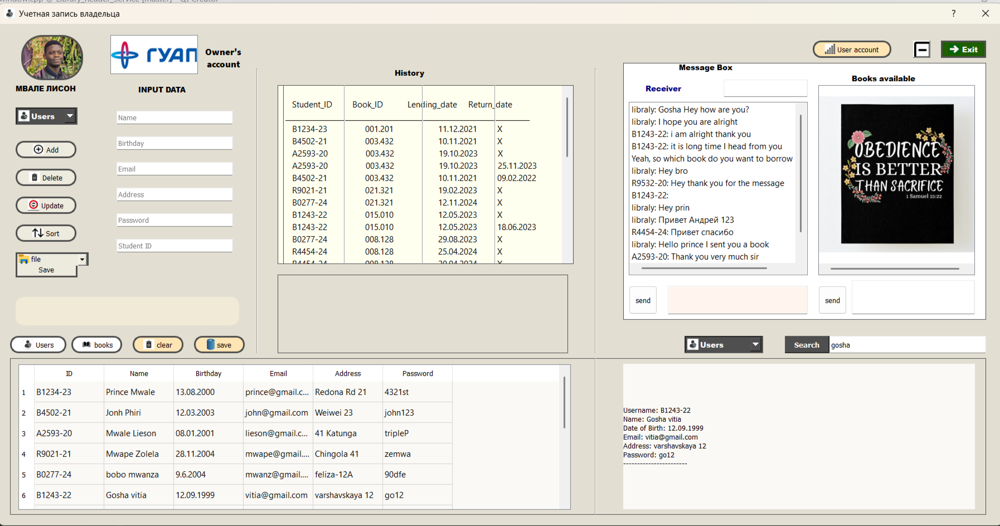 Учетная запись владельца
?
ГУАП
Owner's
account
МВАЛЕ ЛИСОН
INPUT DATA
Users
Add
Delete
Update
Sort
file
Save
Name
Birthday
Email
Address
Password
Student ID
History
Student_ID Book_ID Lending_date Return_date
B1234-23 001.201 11.12.2021 X
B4502-21 003.432 10.11.2021 X
A2593-20 003.432 19.10.2023 X
A2593-20 003.432 19.10.2023 25.11.2023
B4502-21 003.432 10.11.2021 09.02.2022
R9021-21 021.321 19.02.2023 X
B0277-24 021.321 12.11.2024 X
B1243-22 015.010 12.05.2023 X
B1243-22 015.010 12.05.2023 18.06.2023
B0277-24 008.128 29.08.2023 X
R4454-24 008.128 25.04.2024 X
User account
Exit
Message Box
Receiver
libraly: Gosha Hey how are you?
libraly: I hope you are alright
B1243-22: i am alright thank you
B1243-22: it is long time I head from you
Yeah, so which book do you want to borrow
libraly: Hey bro
R9532-20: Hey thank you for the message
B1243-22:
libraly: Hey prin
libraly: Привет Андрей 123
R4454-24: Привет спасибо
libraly: Hello prince I sent you a book
A2593-20: Thank you very much sir
send
Books available
OBEDIENCE
IS BETTER
THAN SACRIFICE
1 Samuel 15:22
send
Users
books
clear
save
Users
Search
gosha
ID Name Birthday Email Address Password
1 B1234-23 Prince Mwale 13.08.2000 prince@gmail.c... Redona Rd 21 4321st
2 B4502-21 Jonh Phiri 12.03.2003 john@gmail.com Weiwei 23 john123
3 A2593-20 Mwale Lieson 08.01.2001 lieson@gmail.c... 41 Katunga tripleP
4 R9021-21 Mwape Zolela 28.11.2004 mwape@gmail.... Chingola 41 zemwa
5 B0277-24 bobo mwanza 9.6.2004 mwanz@gmail.... feliza-12A 90dfe
6 B1243-22 Gosha vitia 12.09.1999 vitia@gmail.com varshavskaya 12 go12
Username: B1243-22
Name: Gosha vitia
Date of Birth: 12.09.1999
Email: vitia@gmail.com
Address: varshavskaya 12
Password: go12
-----------------------